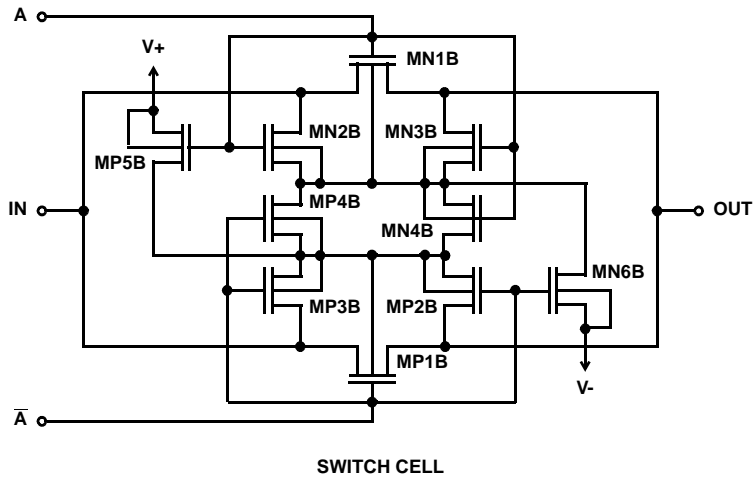 A
V+
MN1B
MN2B
MN3B
MP5B
MP4B
IN
OUT
MN4B
MN6B
MP3B
MP2B
MP1B
V-
A̅
SWITCH CELL